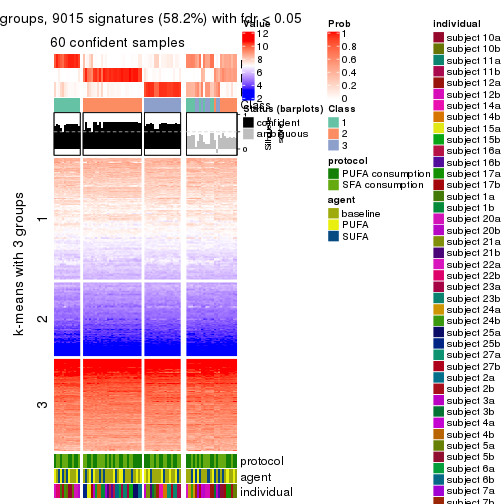 groups, 9015 signatures (58.2%) with fdr < 0.05
60 confident samples
k-means with 3 groups
1
2
3
protocol
agent
individual
Class
Value
12
10
8
6
4
2
Status (barplots)
confident
ambiguous
1
0
Prob
1
0.8
0.6
0.4
0.2
0
Class
1
2
3
protocol
PUFA consumption
SFA consumption
agent
baseline
PUFA
SUFA
individual
subject 10a
subject 10b
subject 11a
subject 11b
subject 12a
subject 12b
subject 14a
subject 14b
subject 15a
subject 15b
subject 16a
subject 16b
subject 17a
subject 17b
subject 1a
subject 1b
subject 20a
subject 20b
subject 21a
subject 21b
subject 22a
subject 22b
subject 23a
subject 23b
subject 24a
subject 24b
subject 25a
subject 25b
subject 27a
subject 27b
subject 2a
subject 2b
subject 3a
subject 3b
subject 4a
subject 4b
subject 5a
subject 5b
subject 6a
subject 6b
subject 7a
subject 7b